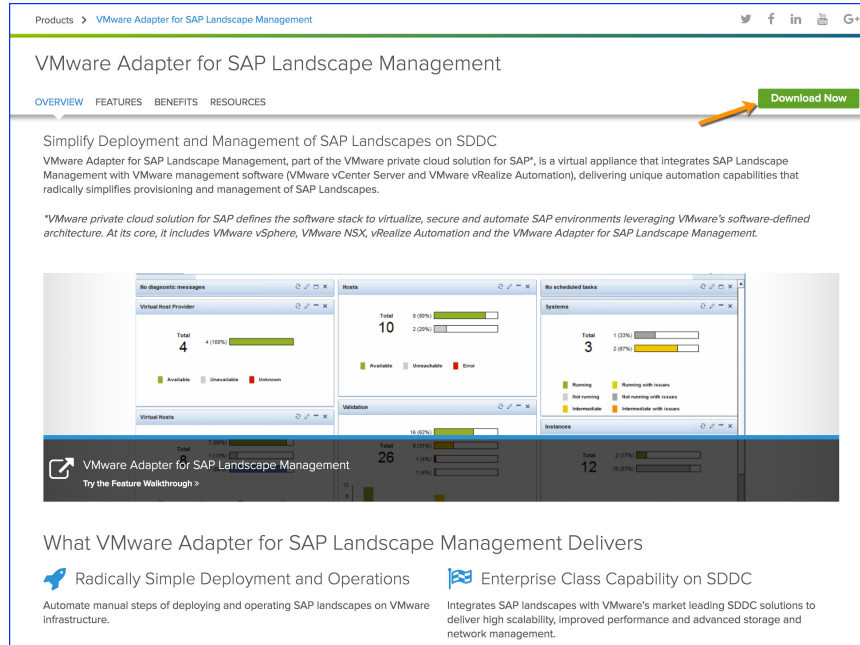 Products > VMware Adapter for SAP Landscape Management
VMware Adapter for SAP Landscape Management
OVERVIEW FEATURES BENEFITS RESOURCES
Download Now
Simplify Deployment and Management of SAP Landscapes on SDDC
VMware Adapter for SAP Landscape Management, part of the VMware private cloud solution for SAP*, is a virtual appliance that integrates SAP Landscape
Management with VMware management software (VMware vCenter Server and VMware vRealize Automation), delivering unique automation capabilities that
radically simplifies provisioning and management of SAP Landscapes.
*VMware private cloud solution for SAP defines the software stack to virtualize, secure and automate SAP environments leveraging VMware's software-defined
architecture. At its core, it includes VMware vSphere, VMware NSX, vRealize Automation and the VMware Adapter for SAP Landscape Management.
No diagnostic messages
Virtual Host Provider
Total
4
4 (100%)
Available Unavailable Unknown
Virtual Hosts
Total
8
Hosts
Total
10
8 (80%)
2 (20%)
Available Unreachable Error
Validation
Total
26
16 (62%)
1 (4%)
1 (4%)
12
No scheduled tasks
Systems
Total
3
1 (33%)
2 (67%)
Running Running with issues
Not running Not running with issues
Intermediate Intermediate with issues
Instances
Total
12
2 (17%)
10 (83%)
VMware Adapter for SAP Landscape Management
Try the Feature Walkthrough »
What VMware Adapter for SAP Landscape Management Delivers
Radically Simple Deployment and Operations
Automate manual steps of deploying and operating SAP landscapes on VMware
infrastructure.
Enterprise Class Capability on SDDC
Integrates SAP landscapes with VMware's market leading SDDC solutions to
deliver high scalability, improved performance and advanced storage and
network management.